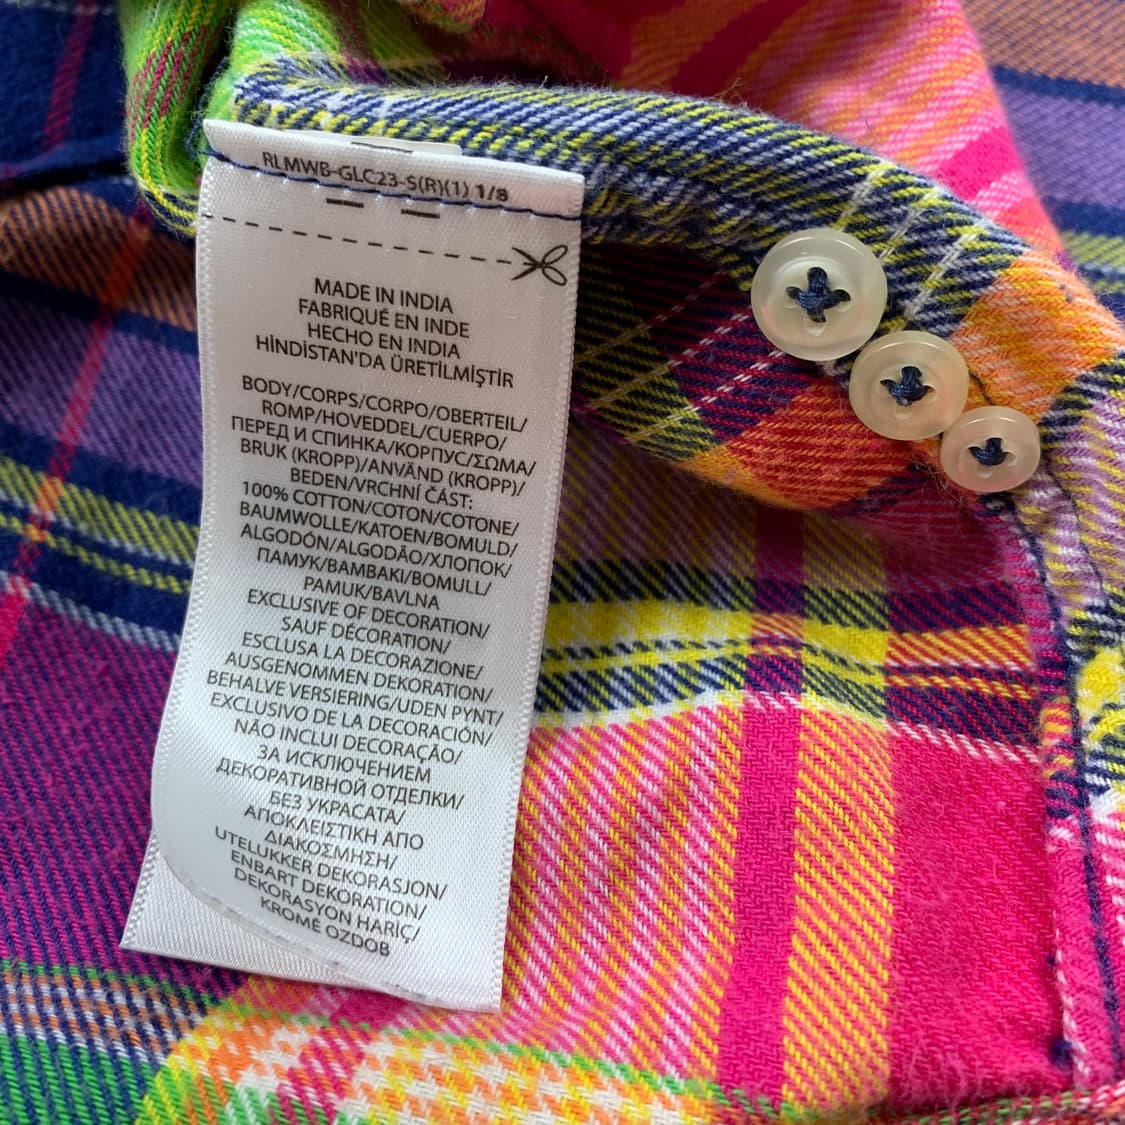 RLMWB-GLC23-S(R)(1) 1/8
MADE IN INDIA
FABRIQUÉ EN INDE
HECHO EN INDIA
HİNDİSTAN'DA ÜRETİLMİŞTİR
BODY/CORPS/CORPO/OBERTEIL/
ROMP/HOVEDDEL/CUERPO/
ПЕРЕД И СПИНКА/КОРПУС/ΣΩΜΑ/
BRUK (KROPP)/ANVÄND (KROPP)/
BEDEN/VRCHNÍ ČÁST:
100% COTTON/COTON/COTONE/
BAUMWOLLE/KATOEN/BOMULD/
ALGODÓN/ALGODÃO/ХЛОПОК/
ПАМУК/BAMBAKI/BOMULL/
PAMUK/BAVLNA
EXCLUSIVE OF DECORATION/
SAUF DÉCORATION/
ESCLUSA LA DECORAZIONE/
AUSGENOMMEN DEKORATION/
BEHALVE VERSIERING/UDEN PYNT/
EXCLUSIVO DE LA DECORACIÓN/
NÃO INCLUI DECORAÇÃO/
ЗА ИСКЛЮЧЕНИЕМ
ДЕКОРАТИВНОЙ ОТДЕЛКИ/
БЕЗ УКРАСАТА/
ΑΠΟΚΛΕΙΣΤΙΚΗ ΑΠΟ
ΔΙΑΚΟΣΜΗΣΗ/
UTELUKKER DEKORASJON/
ENBART DEKORATION/
DEKORASYON HARİÇ/
KROMĚ OZDOB